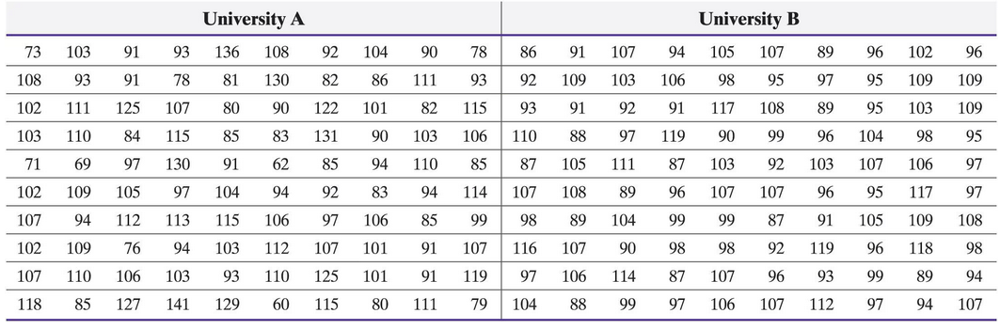 University A University B
73 103 91 93 136 108 92 104 90 78 86 91 107 94 105 107 89 96 102 96
108 93 91 78 81 130 82 86 111 93 92 109 103 106 98 95 97 95 109 109
102 111 125 107 80 90 122 101 82 115 93 91 92 91 117 108 89 95 103 109
103 110 84 115 85 83 131 90 103 106 110 88 97 119 90 99 96 104 98 95
71 69 97 130 91 62 85 94 110 85 87 105 111 87 103 92 103 107 106 97
102 109 105 97 104 94 92 83 94 114 107 108 89 96 107 107 96 95 117 97
107 94 112 113 115 106 97 106 85 99 98 89 104 99 99 87 91 105 109 108
102 109 76 94 103 112 107 101 91 107 116 107 90 98 98 92 119 96 118 98
107 110 106 103 93 110 125 101 91 119 97 106 114 87 107 96 93 99 89 94
118 85 127 141 129 60 115 80 111 79 104 88 99 97 106 107 112 97 94 107